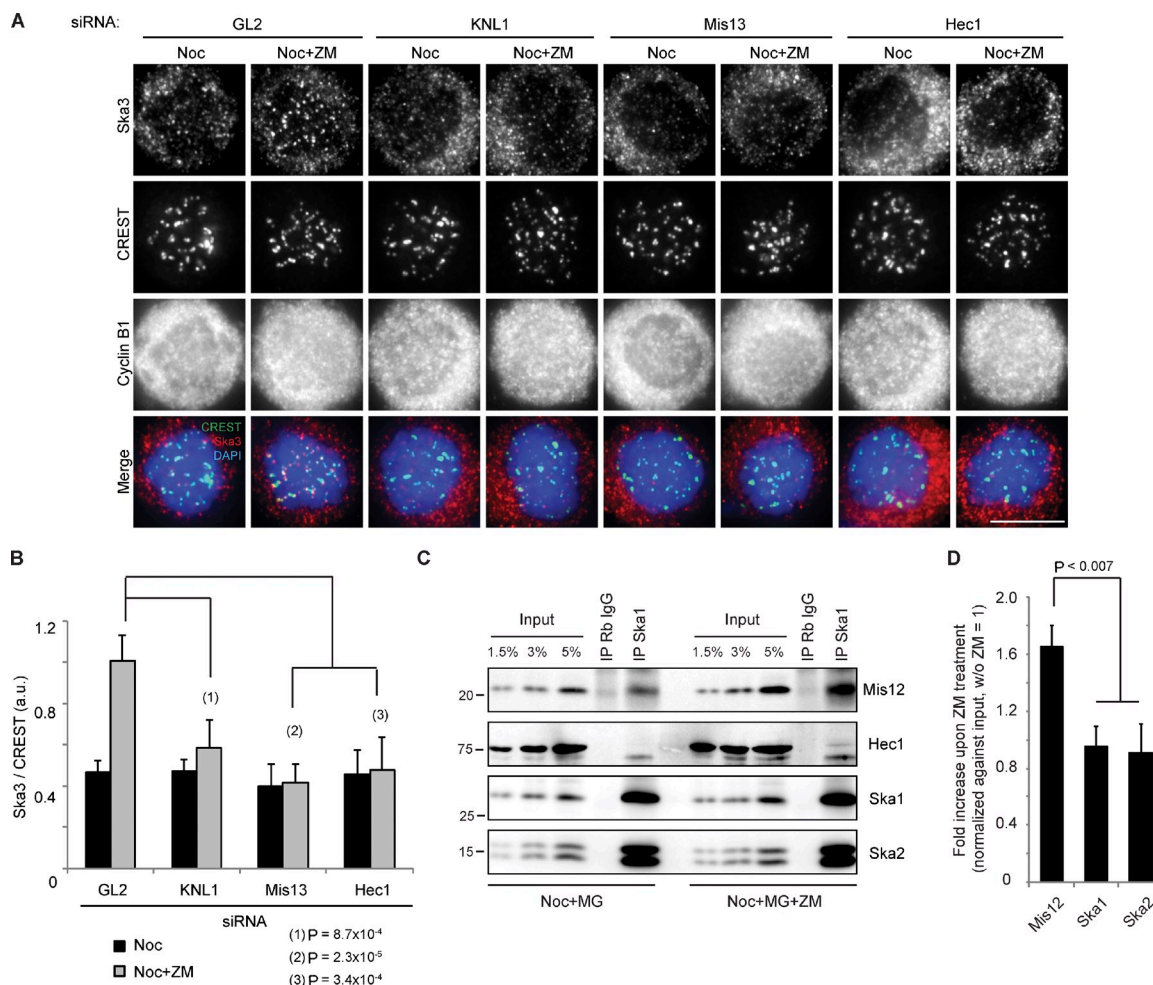 A
siRNA:
GL2
KNL1
Mis13
Hec1
Noc
Noc+ZM
Noc
Noc+ZM
Noc
Noc+ZM
Noc
Noc+ZM
Ska3
CREST
Cyclin B1
Merge
CREST
Ska3
DAPI
B
Ska3 / CREST (a.u.)
1.2
0.8
0.4
0
(1)
(2)
(3)
GL2
KNL1
Mis13
Hec1
siRNA
Noc
Noc+ZM
(1) P = 8.7x10⁻⁴
(2) P = 2.3x10⁻⁵
(3) P = 3.4x10⁻⁴
C
Input
IP Rb IgG
IP Ska1
Input
IP Rb IgG
IP Ska1
1.5% 3% 5%
1.5% 3% 5%
20
Mis12
75
Hec1
Ska1
25
15
Ska2
Noc+MG
Noc+MG+ZM
D
P < 0.007
Fold increase upon ZM treatment
(normalized against input, w/o ZM = 1)
2.0
1.6
1.2
0.8
0.6
0
Mis12
Ska1
Ska2